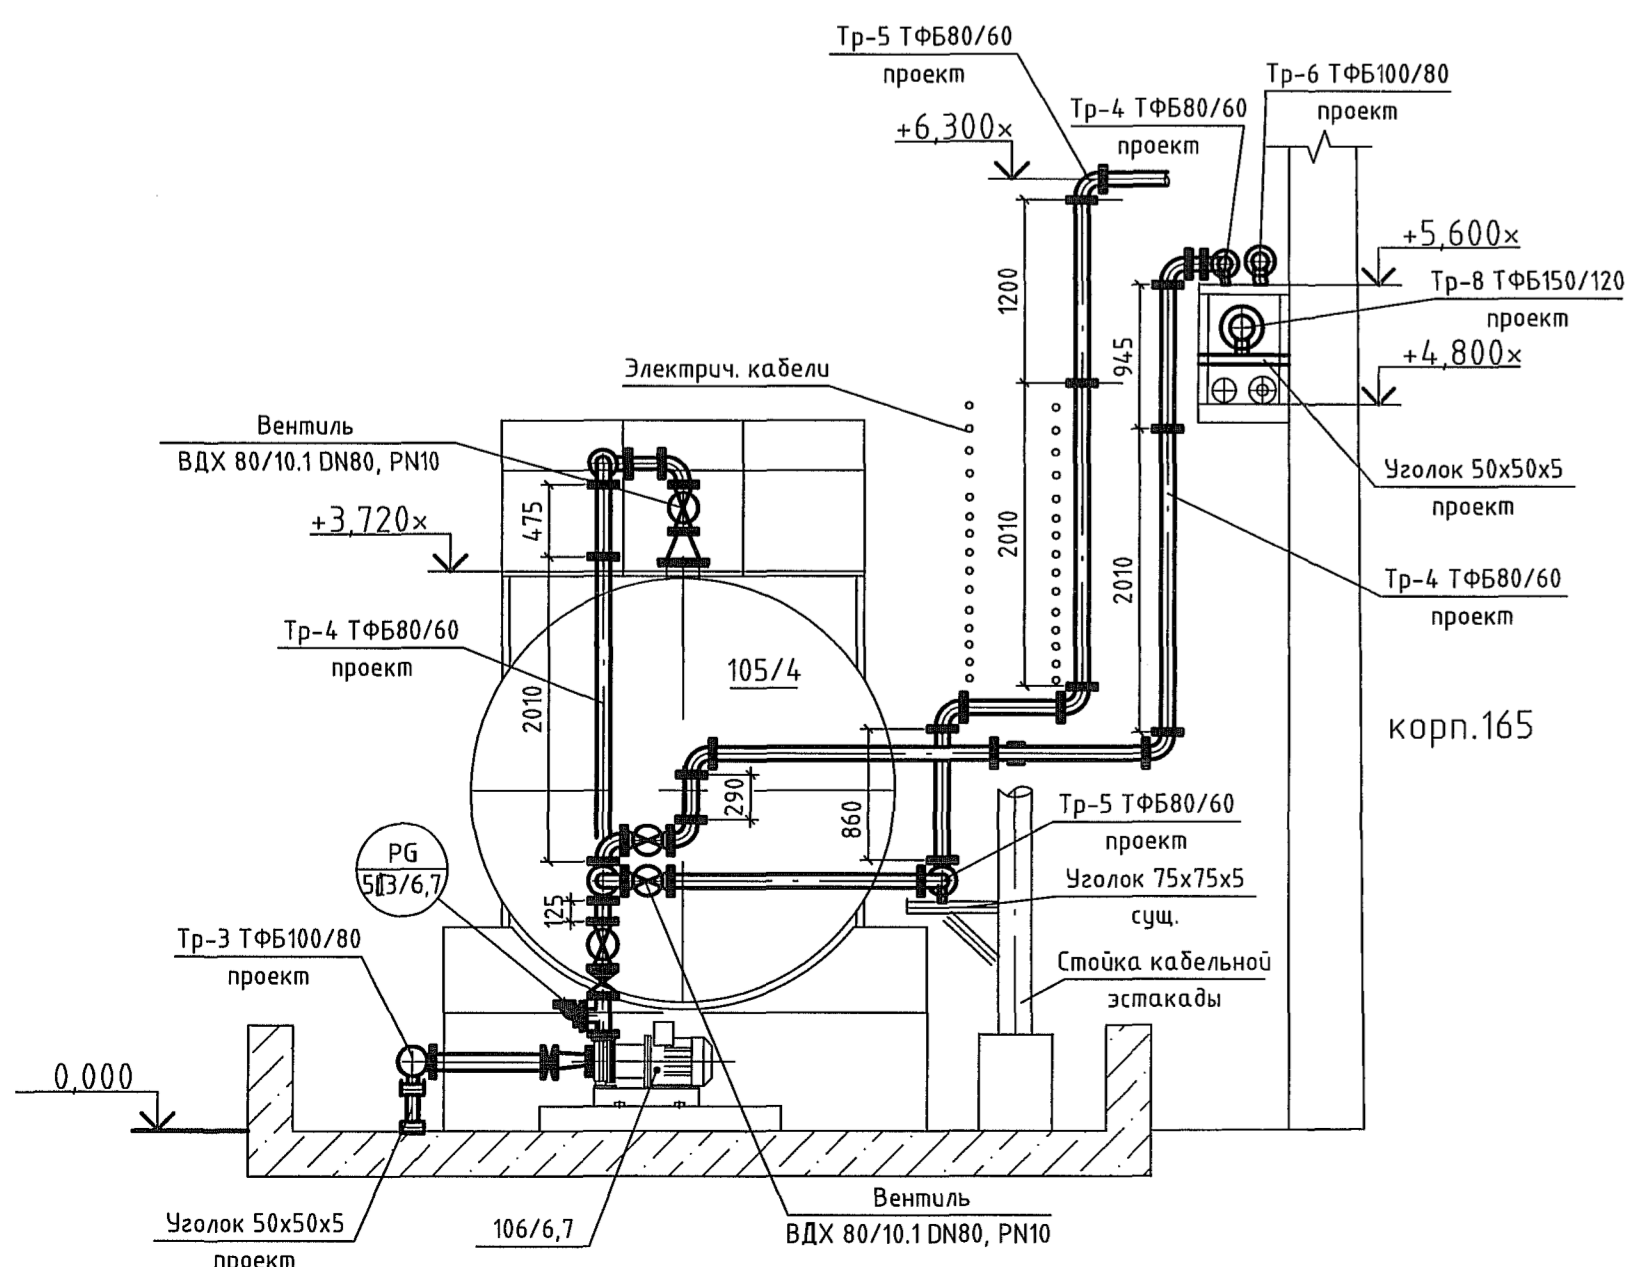 Тр-5 ТФБ80/60
проект
Тр-6 ТФБ100/80
проект
Тр-4 ТФБ80/60
проект
+6,300×
+5,600×
Тр-8 ТФБ150/120
проект
+4,800×
1200
945
Электрич. кабели
Вентиль
ВДХ 80/10.1 DN80, PN10
Уголок 50х50х5
проект
+3,720×
475
2010
2010
Тр-4 ТФБ80/60
проект
Тр-4 ТФБ80/60
проект
105/4
2010
корп.165
290
860
Тр-5 ТФБ80/60
проект
PG
/6,7
125
Уголок 75х75х5
сущ.
Тр-3 ТФБ100/80
проект
Стойка кабельной
эстакады
0,000
Вентиль
ВДХ 80/10.1 DN80, PN10
Уголок 50х50х5
проект
106/6,7